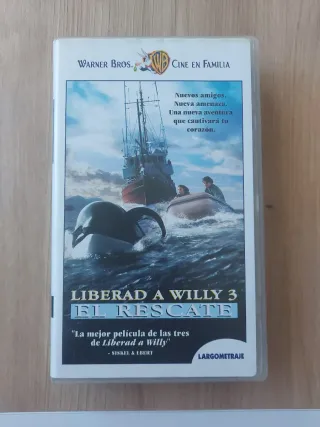 WARNER BROS. WB CINE EN FAMILIA
Nuevos amigos.
Nueva amenaza.
Una nueva aventura
que cautivará tu
corazón.
LIBERAD A WILLY 3
EL RESCATE
"La mejor película de las tres
de Liberad a Willy"
- SISKEL & EBERT
LARGOMETRAJE